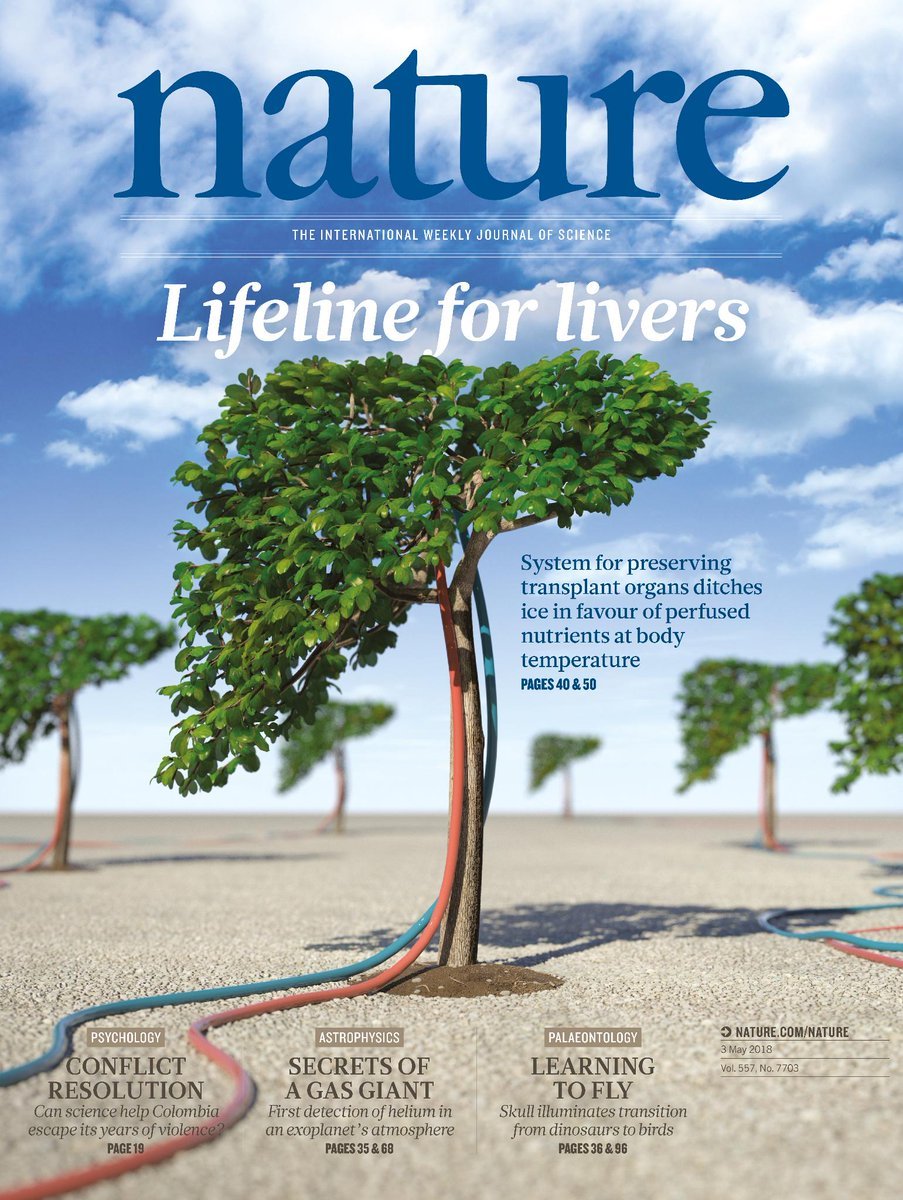 nature
THE INTERNATIONAL WEEKLY JOURNAL OF SCIENCE
Lifeline for livers
System for preserving
transplant organs ditches
ice in favour of perfused
nutrients at body
temperature
PAGES 40 & 50
PSYCHOLOGY
CONFLICT
RESOLUTION
Can science help Colombia
escape its years of violence?
PAGE 19
ASTROPHYSICS
SECRETS OF
A GAS GIANT
First detection of helium in
an exoplanet's atmosphere
PAGES 35 & 68
PALAEONTOLOGY
LEARNING
TO FLY
Skull illuminates transition
from dinosaurs to birds
PAGES 36 & 96
NATURE.COM/NATURE
3 May 2018
Vol. 557, No. 7703